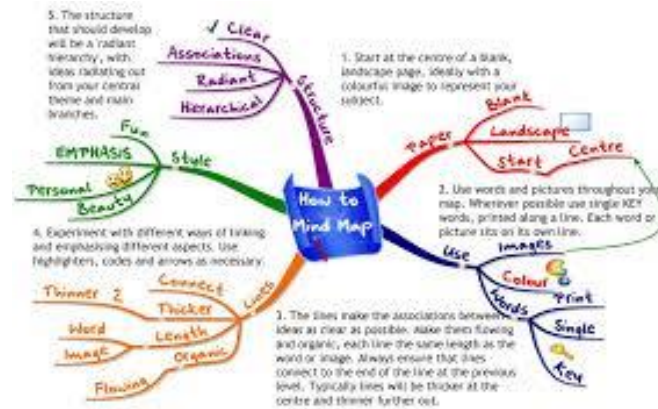 5. The structure
that should develop
will be a 'radiant
hierarchy', with
ideas radiating out
from your central
theme and main
branches.
Clear
Associations
Radiant
Hierarchical
Structure
1. Start at the centre of a blank,
landscape page, ideally with a
colourful image to represent your
subject.
Paper
Blank
Landscape
Start
Centre
Fun
EMPHASIS
Personal
Beauty
Style
How to
Mind Map
2. Use words and pictures throughout your
map. Wherever possible use single KEY
words, printed along a line. Each word or
picture sits on its own line.
Use
Images
Colour
Words
Print
Single
Key
4. Experiment with different ways of linking
and emphasising different aspects. Use
highlighters, codes and arrows as necessary.
Lines
Connect
Thinner 2
Thicker
Word
Length
Image
Organic
Flowing
3. The lines make the associations between
ideas as clear as possible. Make them flowing
and organic, each line the same length as the
word or image. Always ensure that lines
connect to the end of the line at the previous
level. Typically lines will be thicker at the
centre and thinner further out.